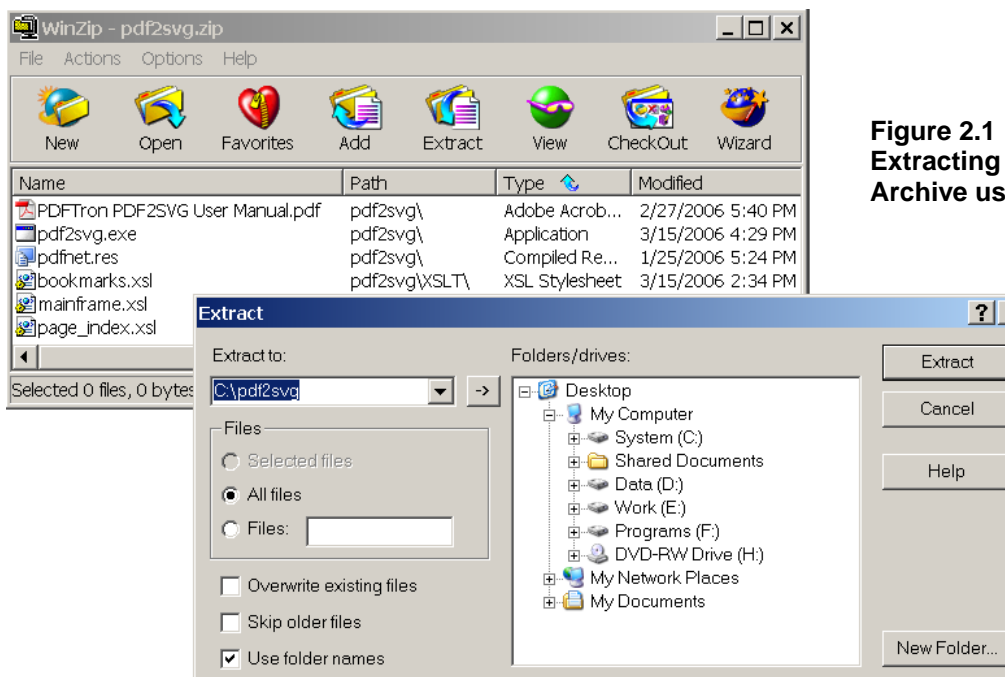 WinZip - pdf2svg.zip
File Actions Options Help
New Open Favorites Add Extract View CheckOut Wizard
Name Path Type Modified
PDFTron PDF2SVG User Manual.pdf pdf2svg\ Adobe Acrob... 2/27/2006 5:40 PM
pdf2svg.exe pdf2svg\ Application 3/15/2006 4:29 PM
pdfnet.res pdf2svg\ Compiled Re... 1/25/2006 5:24 PM
bookmarks.xsl pdf2svg\XSLT\ XSL Stylesheet 3/15/2006 2:34 PM
mainframe.xsl
page_index.xsl
Selected 0 files, 0 bytes
Figure 2.1
Extracting
Archive us
Extract
Extract to:
C:\pdf2svg
->
Files
Selected files
All files
Files:
Overwrite existing files
Skip older files
Use folder names
Folders/drives:
Desktop
My Computer
System (C:)
Shared Documents
Data (D:)
Work (E:)
Programs (F:)
DVD-RW Drive (H:)
My Network Places
My Documents
Extract
Cancel
Help
New Folder...